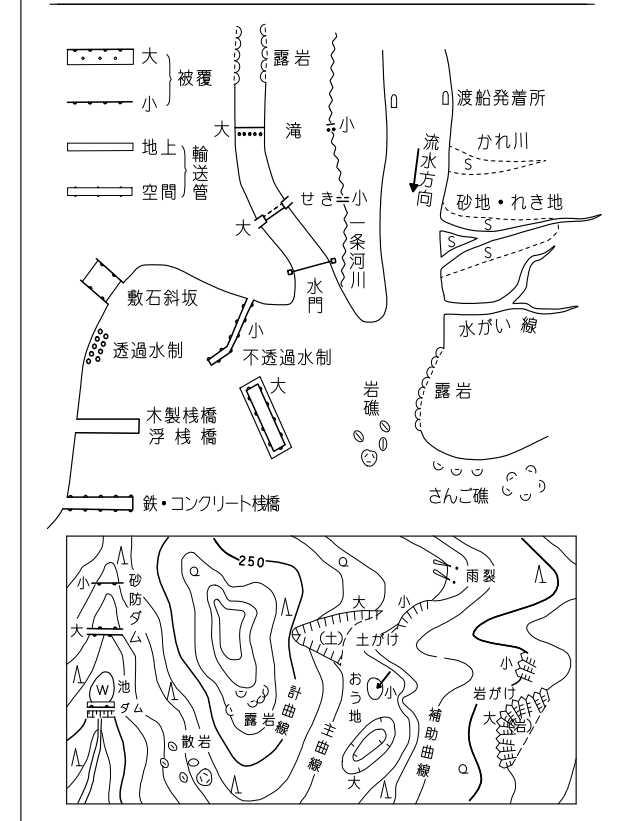 大
小
被覆
地上
空間
輸送管
露岩
大
滝
小
せき
小
大
一条河川
水門
渡船発着所
流水方向
かれ川
S
砂地・れき地
S
S
S
水がい線
敷石斜坂
透過水制
小
不透過水制
大
木製桟橋
浮桟橋
鉄・コンクリート桟橋
岩礁
露岩
さんご礁
小
砂防ダム
大
W
池
ダム
250
Q
Q
雨裂
大
小
(土)
土がけ
小
おう地
小
岩がけ
大
(岩)
露岩
計曲線
主曲線
補助曲線
散岩
大
Q